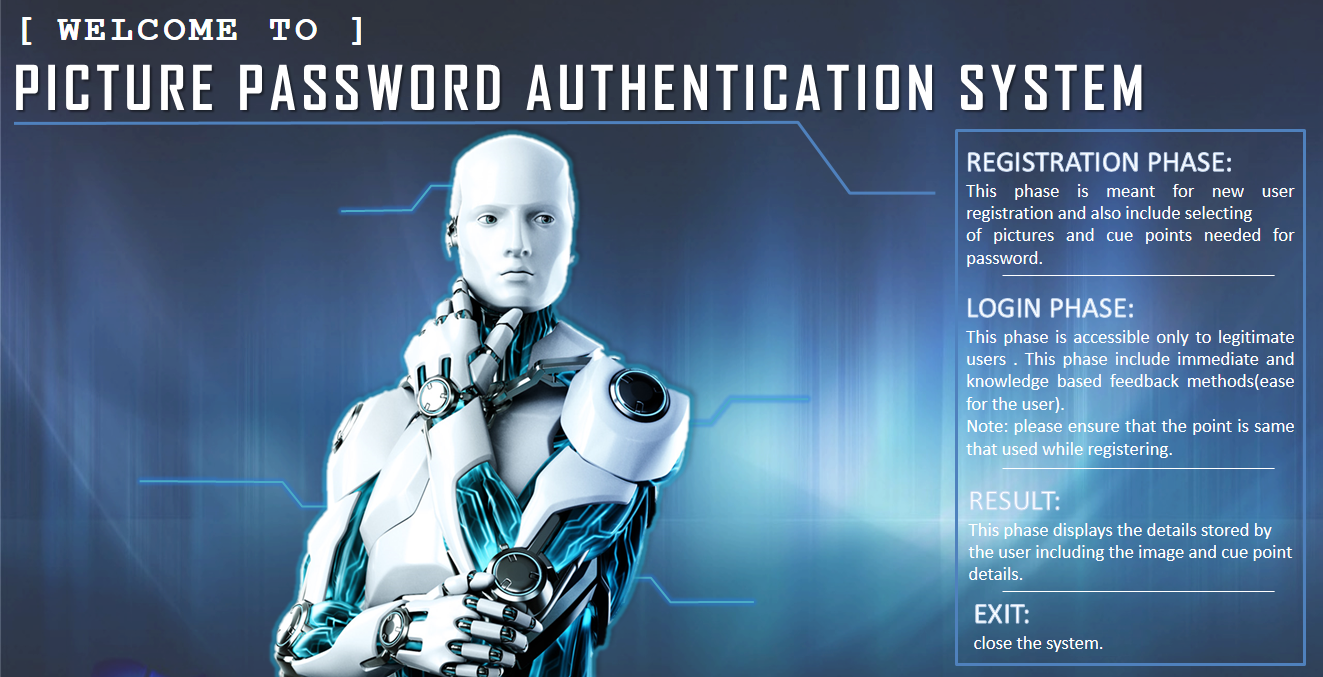 [ WELCOME TO ]
PICTURE PASSWORD AUTHENTICATION SYSTEM
REGISTRATION PHASE:
This phase is meant for new user
registration and also include selecting
of pictures and cue points needed for
password.
LOGIN PHASE:
This phase is accessible only to legitimate
users . This phase include immediate and
knowledge based feedback methods(ease
for the user).
Note: please ensure that the point is same
that used while registering.
RESULT:
This phase displays the details stored by
the user including the image and cue point
details.
EXIT:
close the system.